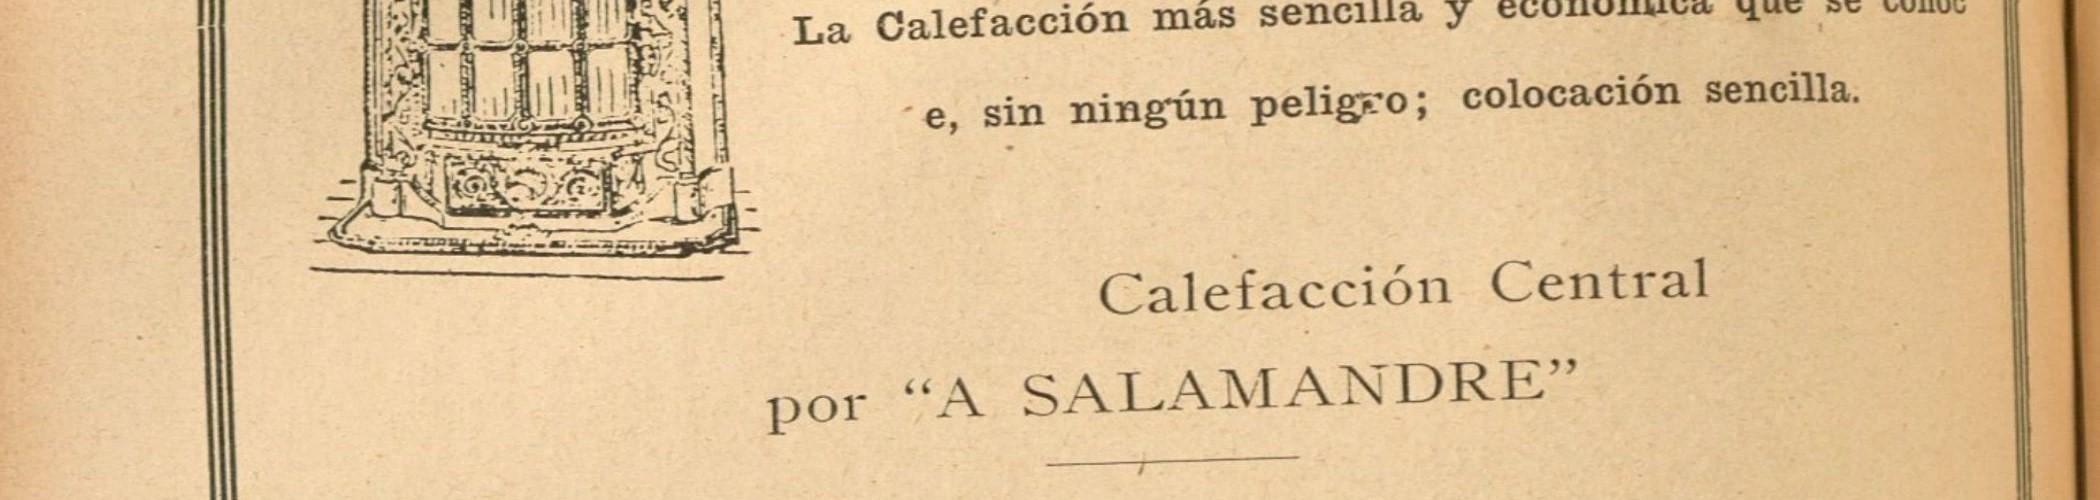 La Calefacción más sencilla y económica que se conoc
e, sin ningún peligro; colocación sencilla.
Calefacción Central
por “A SALAMANDRE”